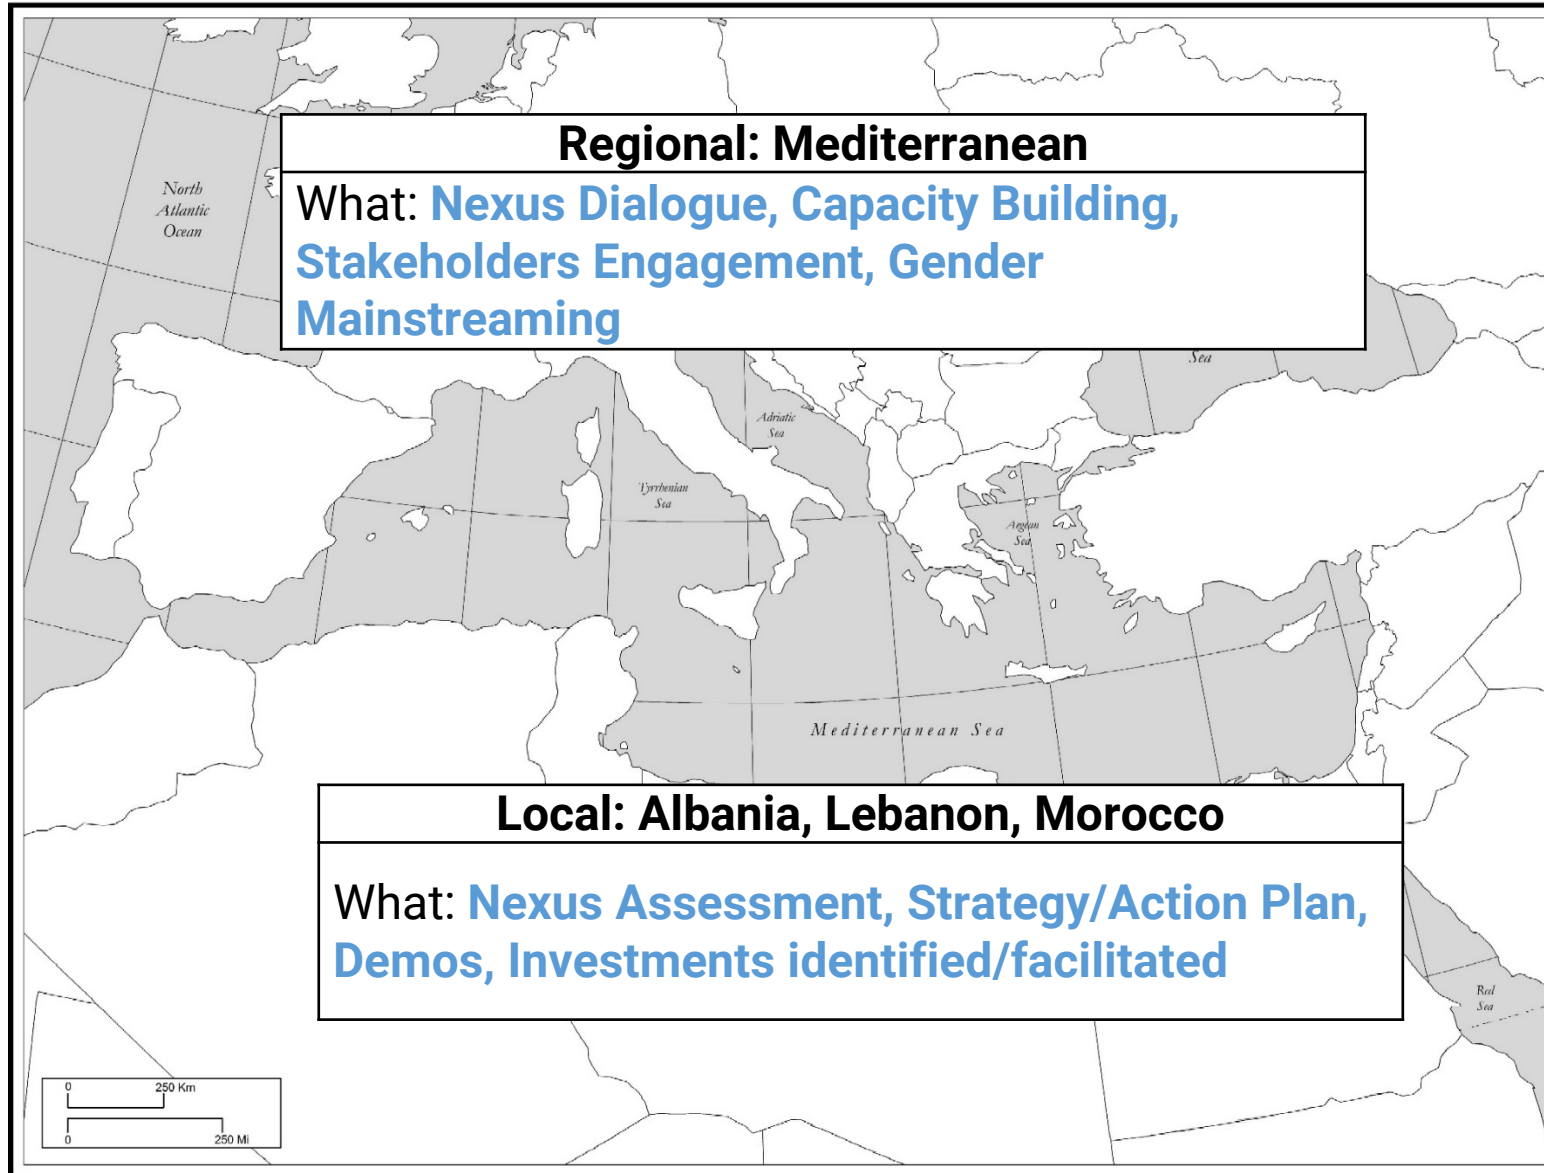 North
Atlantic
Ocean
Regional: Mediterranean
What: Nexus Dialogue, Capacity Building,
Stakeholders Engagement, Gender
Mainstreaming
Sea
Adriatic
Sea
Tyrrhenian
Sea
Aegean
Sea
Mediterranean Sea
Local: Albania, Lebanon, Morocco
What: Nexus Assessment, Strategy/Action Plan,
Demos, Investments identified/facilitated
Red
Sea
0 250 Km
0 250 Mi